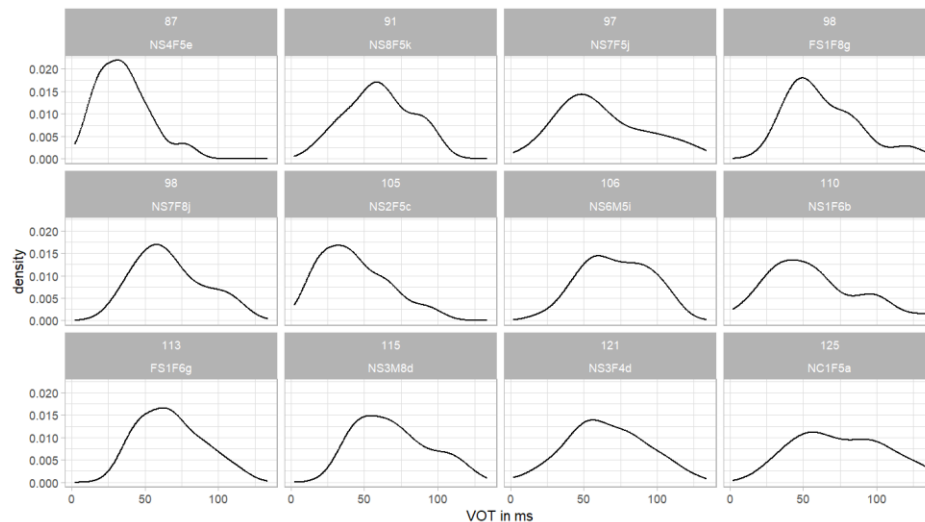 87
NS4F5e
91
NS8F5k
97
NS7F5j
98
FS1F8g
0.020
0.015
0.010
0.005
0.000
98
NS7F8j
105
NS2F5c
106
NS6M5i
110
NS1F6b
0.020
0.015
0.010
0.005
0.000
density
113
FS1F6g
115
NS3M8d
121
NS3F4d
125
NC1F5a
0.020
0.015
0.010
0.005
0.000
0 50 100 0 50 100 0 50 100 0 50 100
VOT in ms